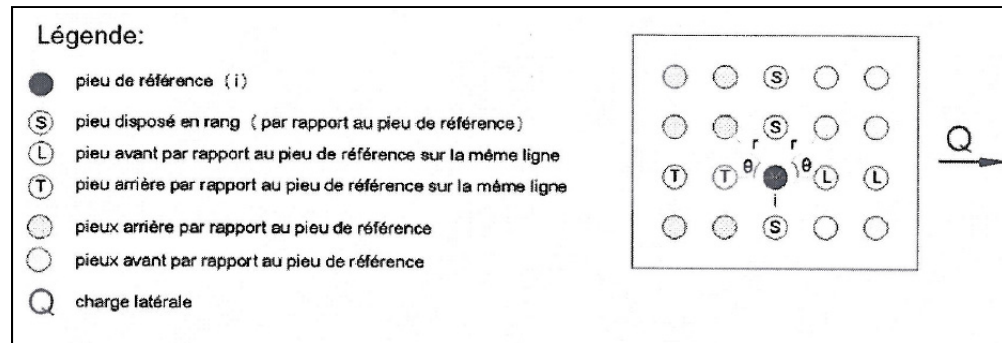 Légende:
pieu de référence (i)
S pieu disposé en rang (par rapport au pieu de référence)
L pieu avant par rapport au pieu de référence sur la même ligne
T pieu arrière par rapport au pieu de référence sur la même ligne
pieux arrière par rapport au pieu de référence
pieux avant par rapport au pieu de référence
Q charge latérale
S
S
r r
θ θ
T T L L
i
S
Q